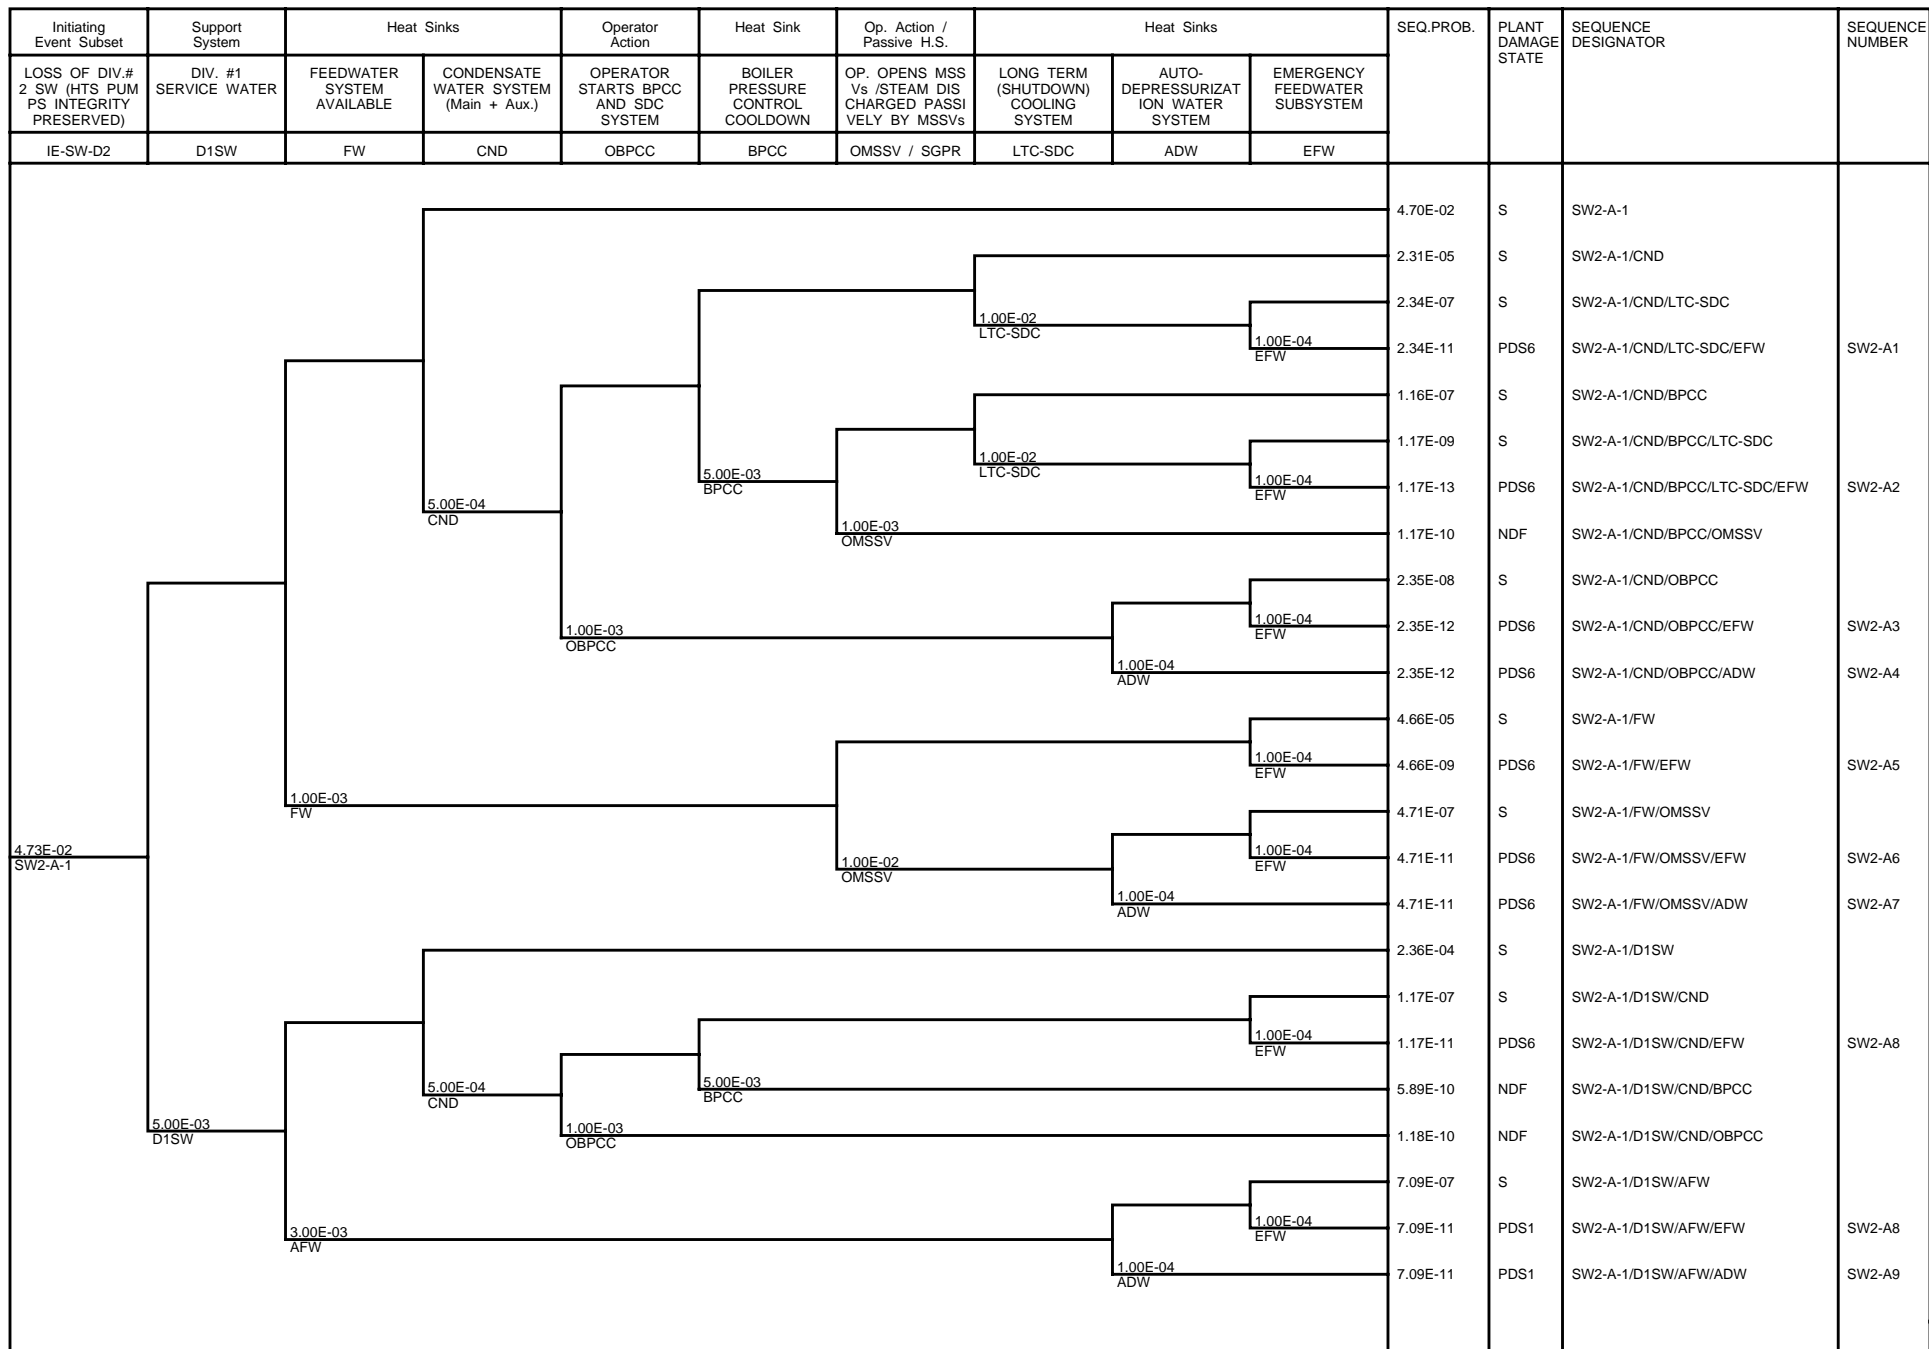 Initiating
Event Subset
Support
System
Heat Sinks
Operator
Action
Heat Sink
Op. Action /
Passive H.S.
Heat Sinks
SEQ.PROB.
PLANT
DAMAGE
STATE
SEQUENCE
DESIGNATOR
SEQUENCE
NUMBER
LOSS OF DIV.#
2 SW (HTS PUM
PS INTEGRITY
PRESERVED)
DIV. #1
SERVICE WATER
FEEDWATER
SYSTEM
AVAILABLE
CONDENSATE
WATER SYSTEM
(Main + Aux.)
OPERATOR
STARTS BPCC
AND SDC
SYSTEM
BOILER
PRESSURE
CONTROL
COOLDOWN
OP. OPENS MSS
Vs /STEAM DIS
CHARGED PASSI
VELY BY MSSVs
LONG TERM
(SHUTDOWN)
COOLING
SYSTEM
AUTO-
DEPRESSURIZAT
ION WATER
SYSTEM
EMERGENCY
FEEDWATER
SUBSYSTEM
IE-SW-D2
D1SW
FW
CND
OBPCC
BPCC
OMSSV / SGPR
LTC-SDC
ADW
EFW
4.70E-02 S SW2-A-1
2.31E-05 S SW2-A-1/CND
2.34E-07 S SW2-A-1/CND/LTC-SDC
1.00E-02
LTC-SDC
1.00E-04
EFW
2.34E-11 PDS6 SW2-A-1/CND/LTC-SDC/EFW SW2-A1
1.16E-07 S SW2-A-1/CND/BPCC
1.17E-09 S SW2-A-1/CND/BPCC/LTC-SDC
1.00E-02
LTC-SDC
5.00E-03
BPCC
1.00E-04
EFW
1.17E-13 PDS6 SW2-A-1/CND/BPCC/LTC-SDC/EFW SW2-A2
5.00E-04
CND
1.00E-03
OMSSV
1.17E-10 NDF SW2-A-1/CND/BPCC/OMSSV
2.35E-08 S SW2-A-1/CND/OBPCC
1.00E-03
OBPCC
1.00E-04
EFW
2.35E-12 PDS6 SW2-A-1/CND/OBPCC/EFW SW2-A3
1.00E-04
ADW
2.35E-12 PDS6 SW2-A-1/CND/OBPCC/ADW SW2-A4
4.66E-05 S SW2-A-1/FW
1.00E-04
EFW
4.66E-09 PDS6 SW2-A-1/FW/EFW SW2-A5
1.00E-03
FW
4.71E-07 S SW2-A-1/FW/OMSSV
4.73E-02
SW2-A-1
1.00E-02
OMSSV
1.00E-04
EFW
4.71E-11 PDS6 SW2-A-1/FW/OMSSV/EFW SW2-A6
1.00E-04
ADW
4.71E-11 PDS6 SW2-A-1/FW/OMSSV/ADW SW2-A7
2.36E-04 S SW2-A-1/D1SW
1.17E-07 S SW2-A-1/D1SW/CND
1.00E-04
EFW
1.17E-11 PDS6 SW2-A-1/D1SW/CND/EFW SW2-A8
5.00E-04
CND
5.00E-03
BPCC
5.89E-10 NDF SW2-A-1/D1SW/CND/BPCC
5.00E-03
D1SW
1.00E-03
OBPCC
1.18E-10 NDF SW2-A-1/D1SW/CND/OBPCC
7.09E-07 S SW2-A-1/D1SW/AFW
3.00E-03
AFW
1.00E-04
EFW
7.09E-11 PDS1 SW2-A-1/D1SW/AFW/EFW SW2-A8
1.00E-04
ADW
7.09E-11 PDS1 SW2-A-1/D1SW/AFW/ADW SW2-A9